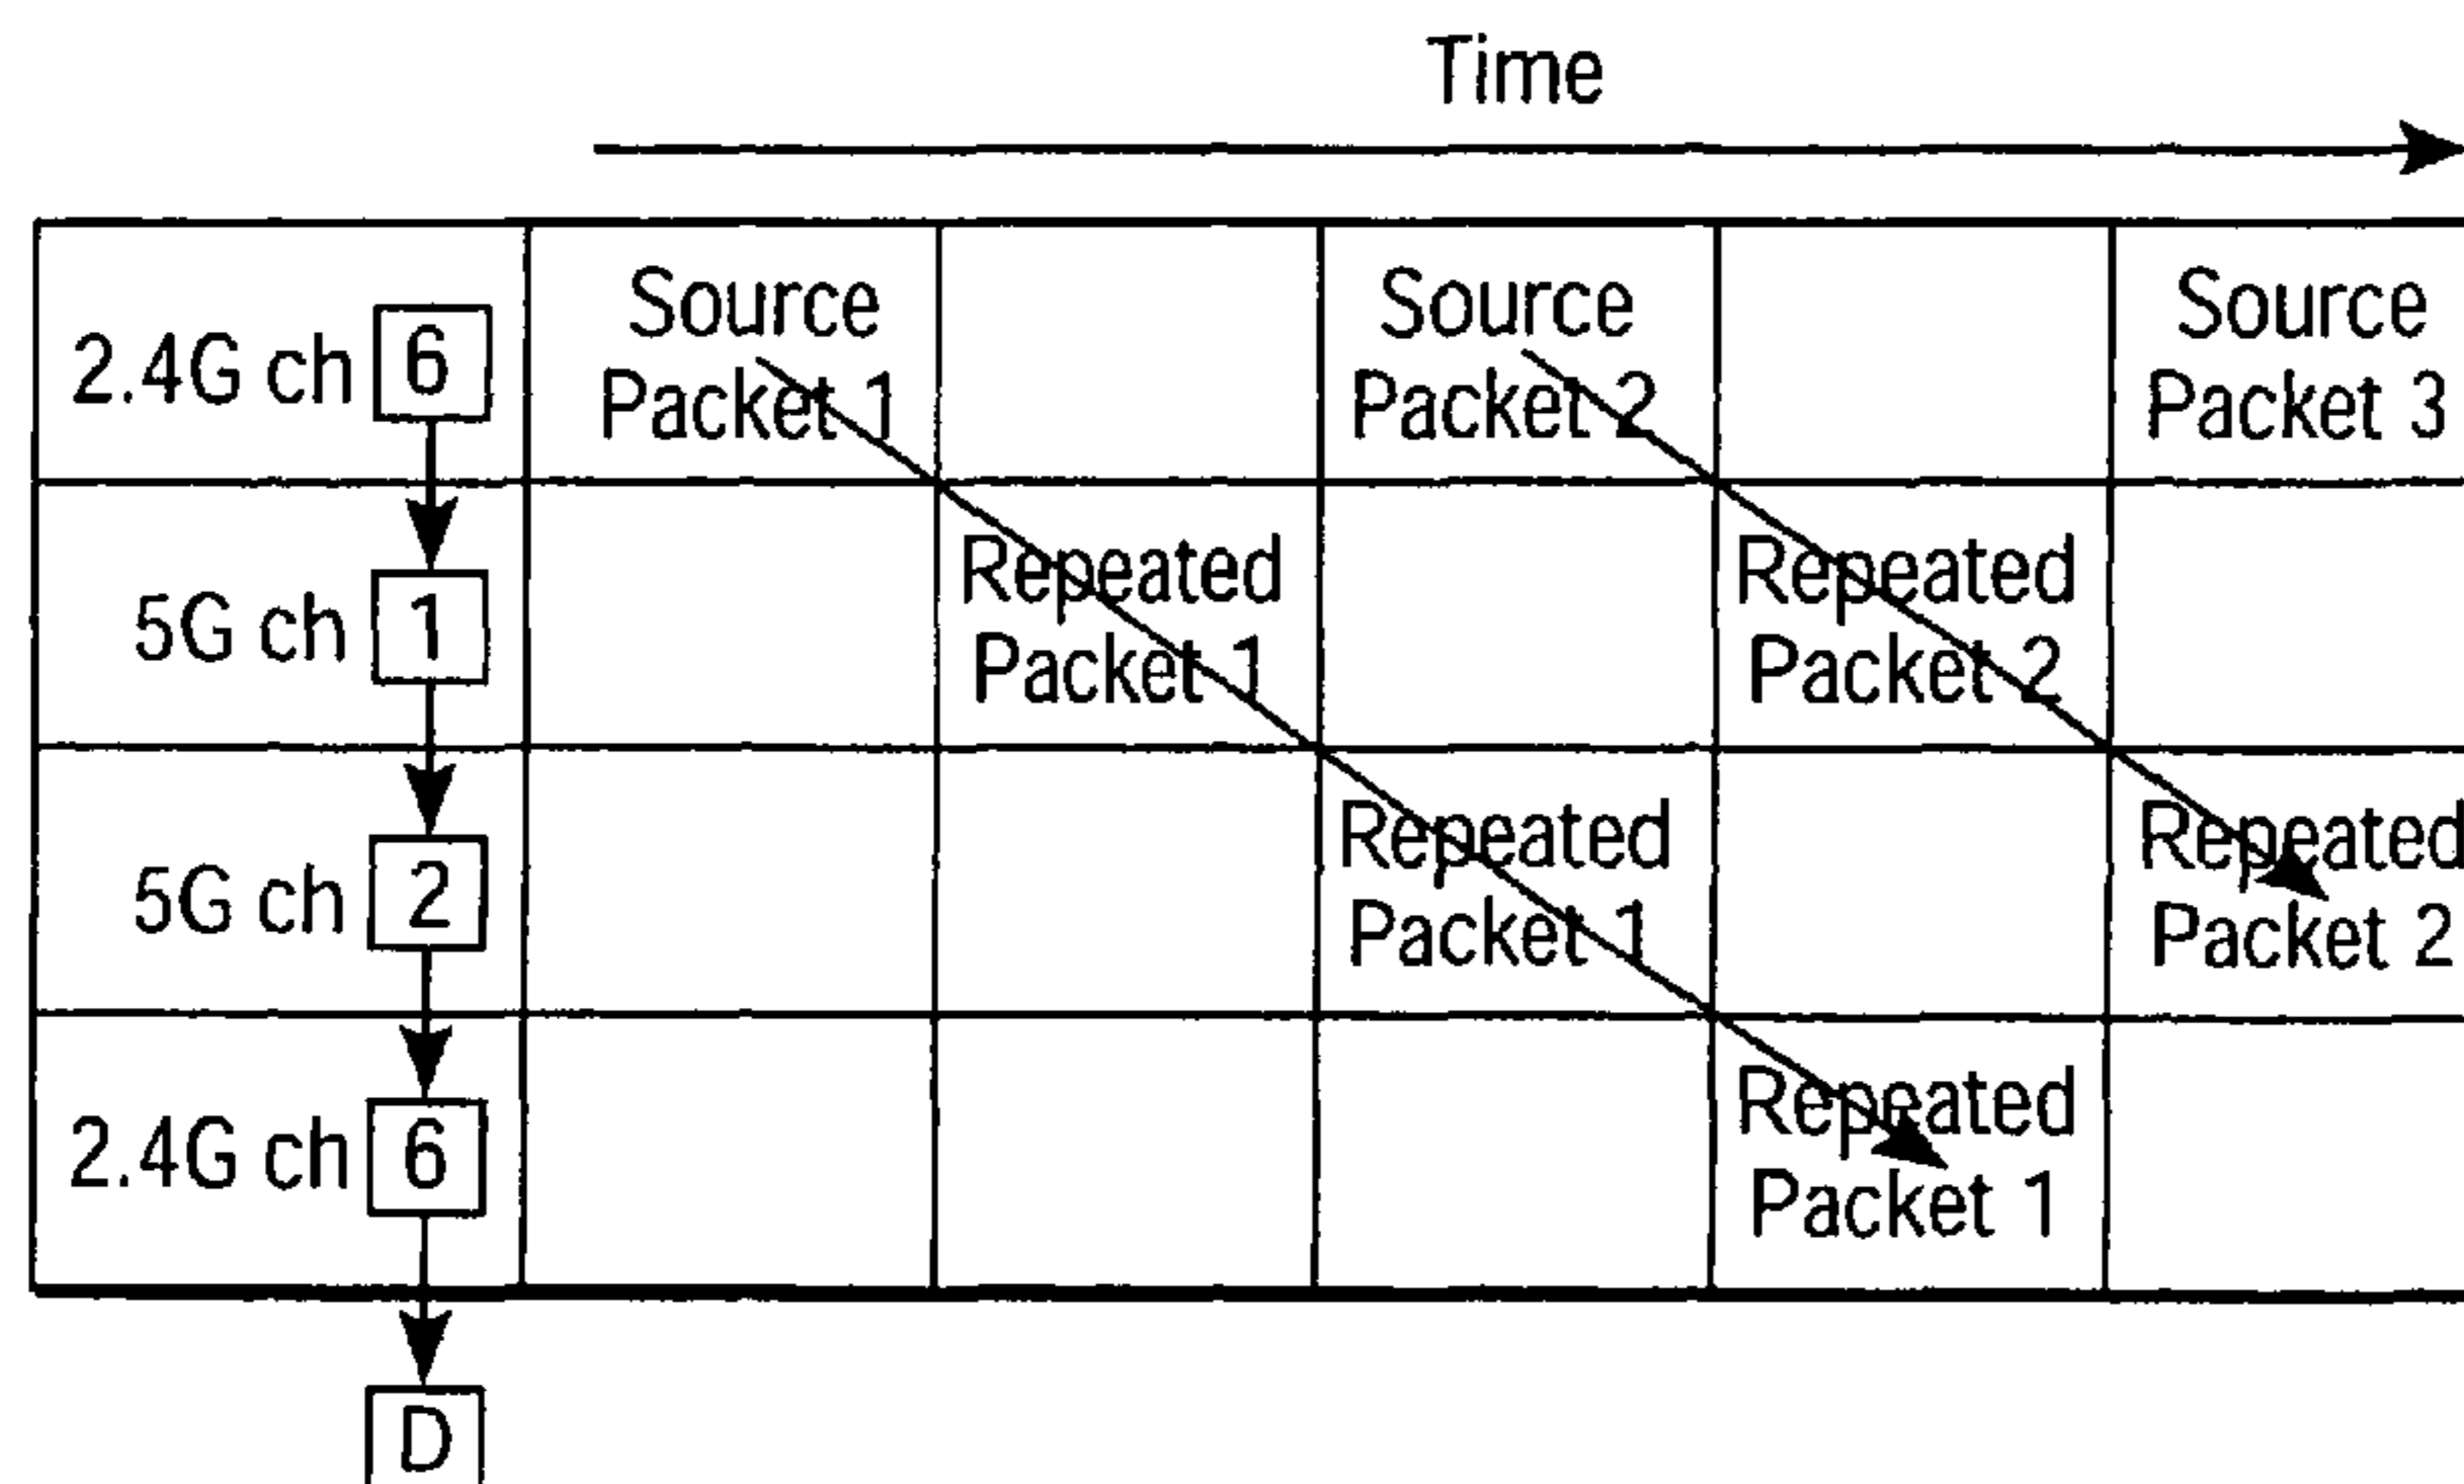 Time
2.4G ch 6
Source
Packet 1
Source
Packet 2
Source
Packet 3
5G ch 1
Repeated
Packet 1
Repeated
Packet 2
5G ch 2
Repeated
Packet 1
Repeated
Packet 2
2.4G ch 6
Repeated
Packet 1
D